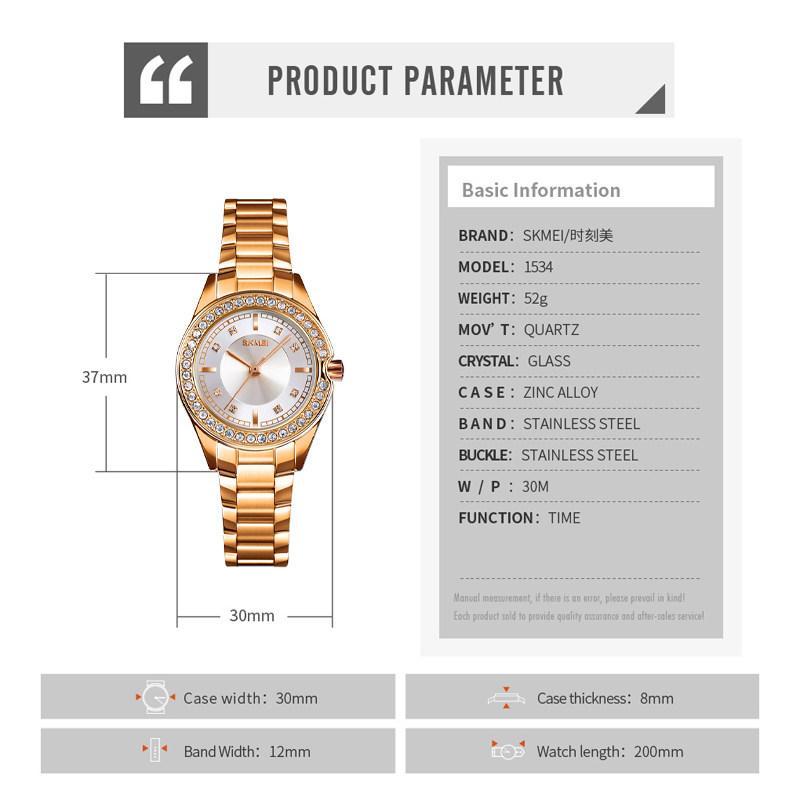 PRODUCT PARAMETER
Basic Information
BRAND: SKMEI/时刻美
MODEL: 1534
WEIGHT: 52g
MOV'T: QUARTZ
CRYSTAL: GLASS
CASE: ZINC ALLOY
BAND: STAINLESS STEEL
BUCKLE: STAINLESS STEEL
W / P : 30M
FUNCTION: TIME
Manual measurement, if there is an error, please prevail in kind!
Each product sold to provide quality assurance and after-sales service!
SKMEI
37mm
30mm
Case width: 30mm
Case thickness: 8mm
Band Width: 12mm
Watch length: 200mm